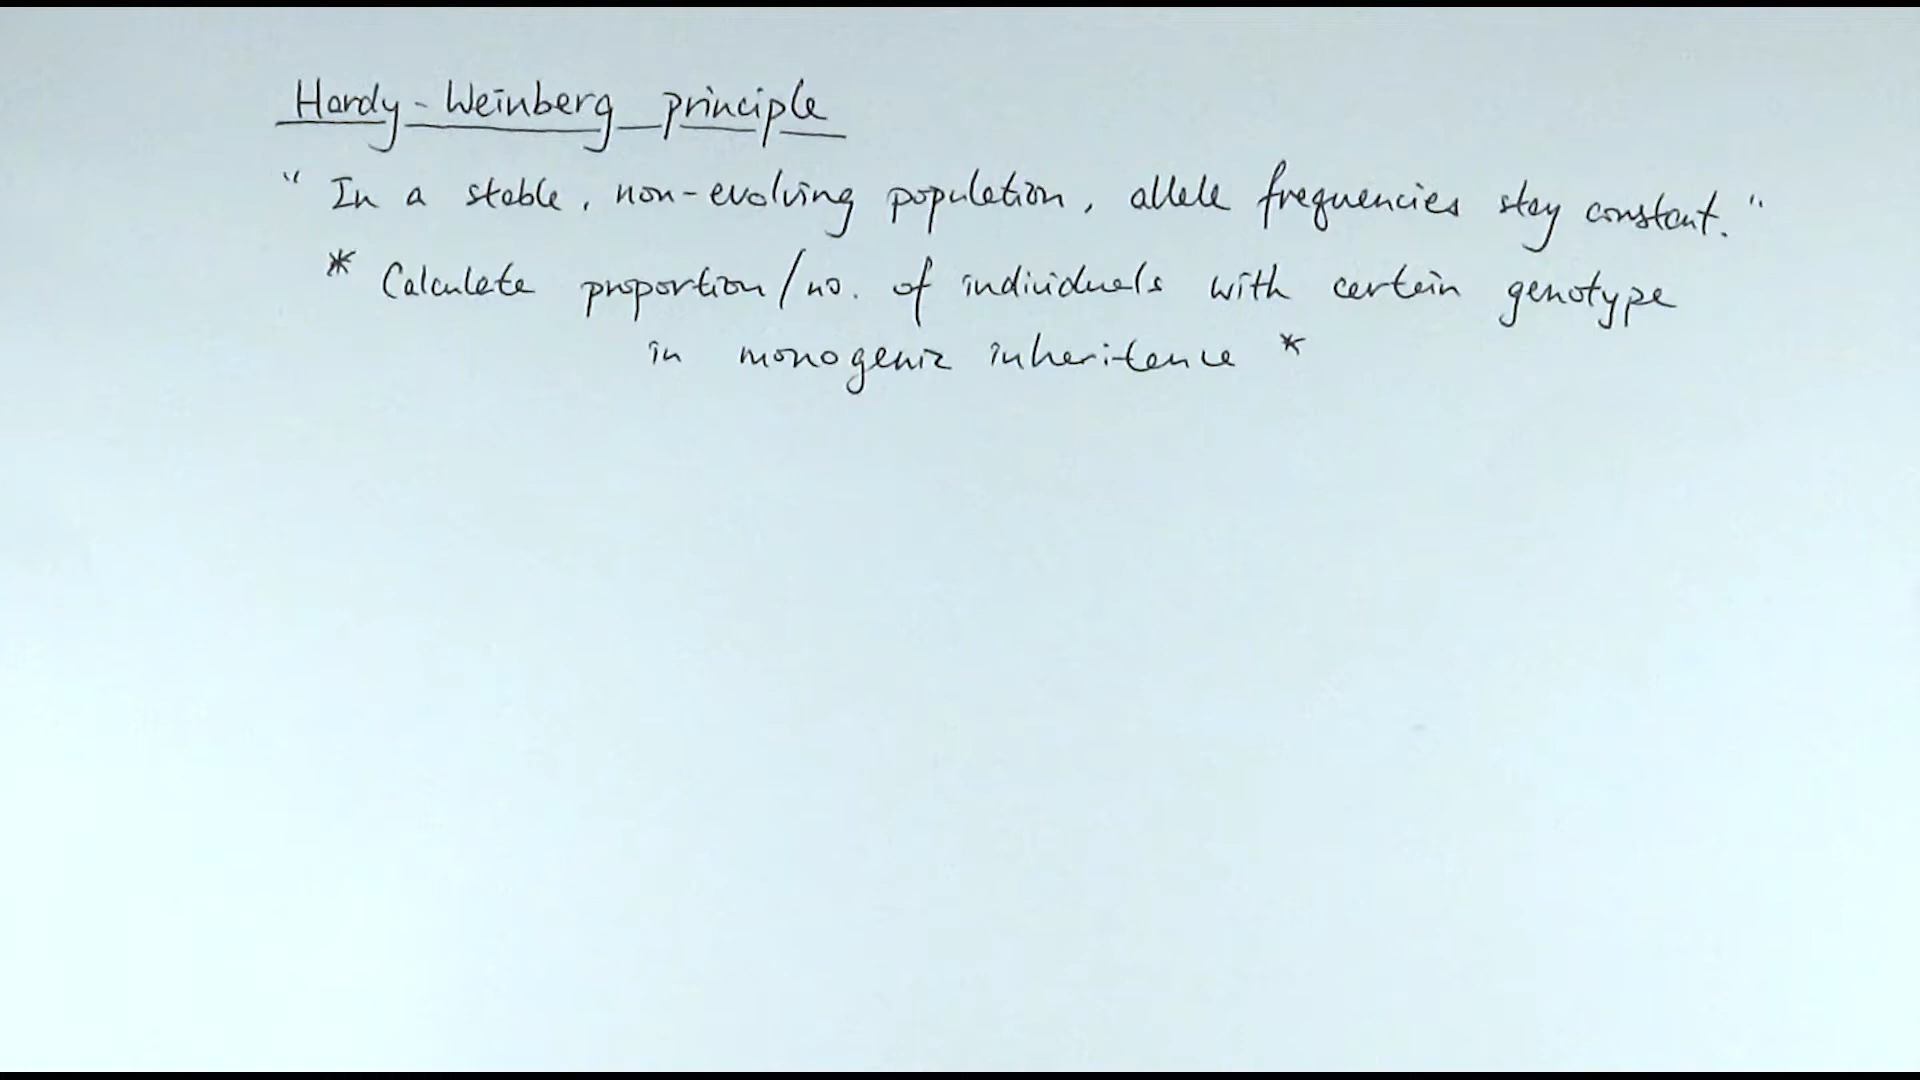 Hardy-Weinberg principle
" In a stable, non-evolving population, allele frequencies stay constant. "
* Calculate proportion/no. of individuals with certain genotype
in monogenic inheritence *